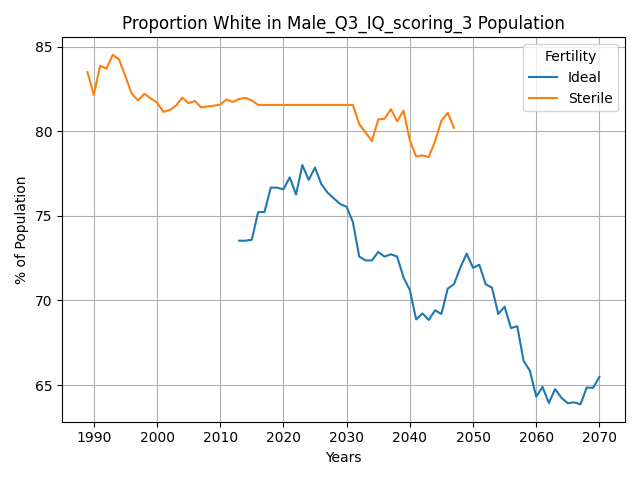 Proportion White in Male_Q3_IQ_scoring_3 Population
85
80
75
70
65
% of Population
Fertility
Ideal
Sterile
1990 2000 2010 2020 2030 2040 2050 2060 2070
Years